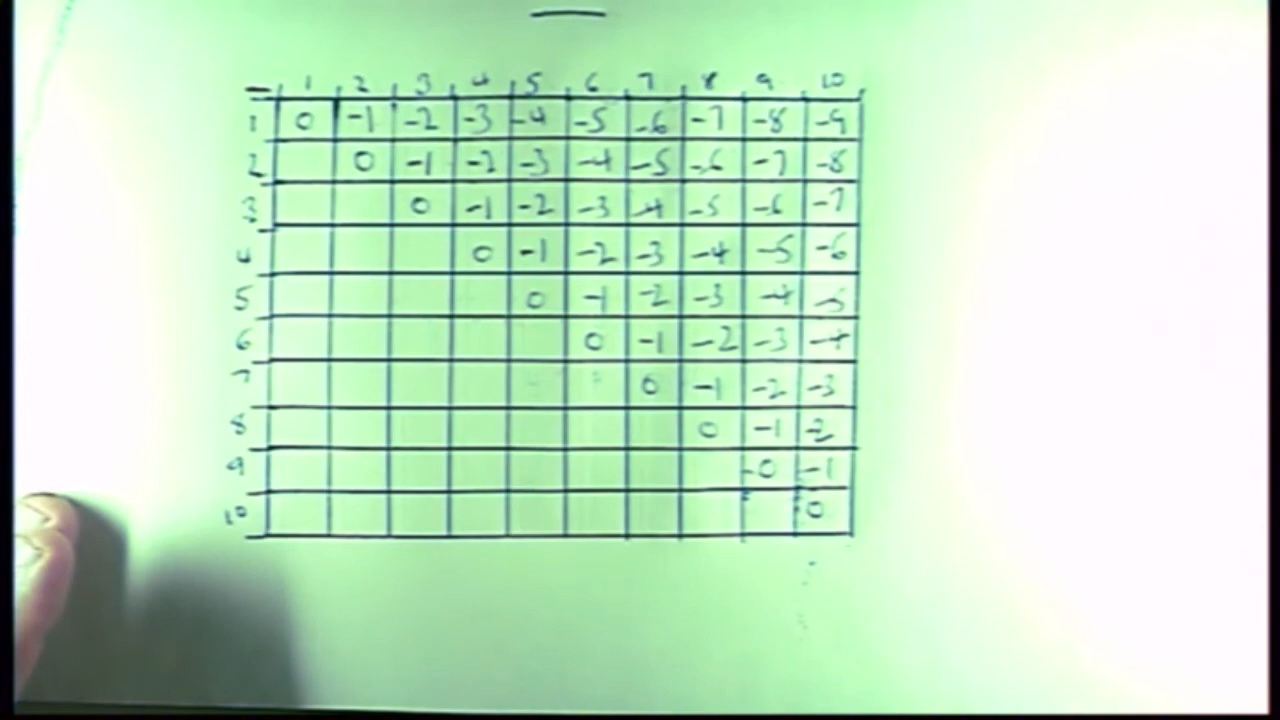 — 1 2 3 4 5 6 7 8 9 10
1 0 -1 -2 -3 -4 -5 -6 -7 -8 -9
2 0 -1 -2 -3 -4 -5 -6 -7 -8
3 0 -1 -2 -3 -4 -5 -6 -7
4 0 -1 -2 -3 -4 -5 -6
5 0 -1 -2 -3 -4 -5
6 0 -1 -2 -3 -4
7 0 -1 -2 -3
8 0 -1 -2
9 -0 -1
10 0